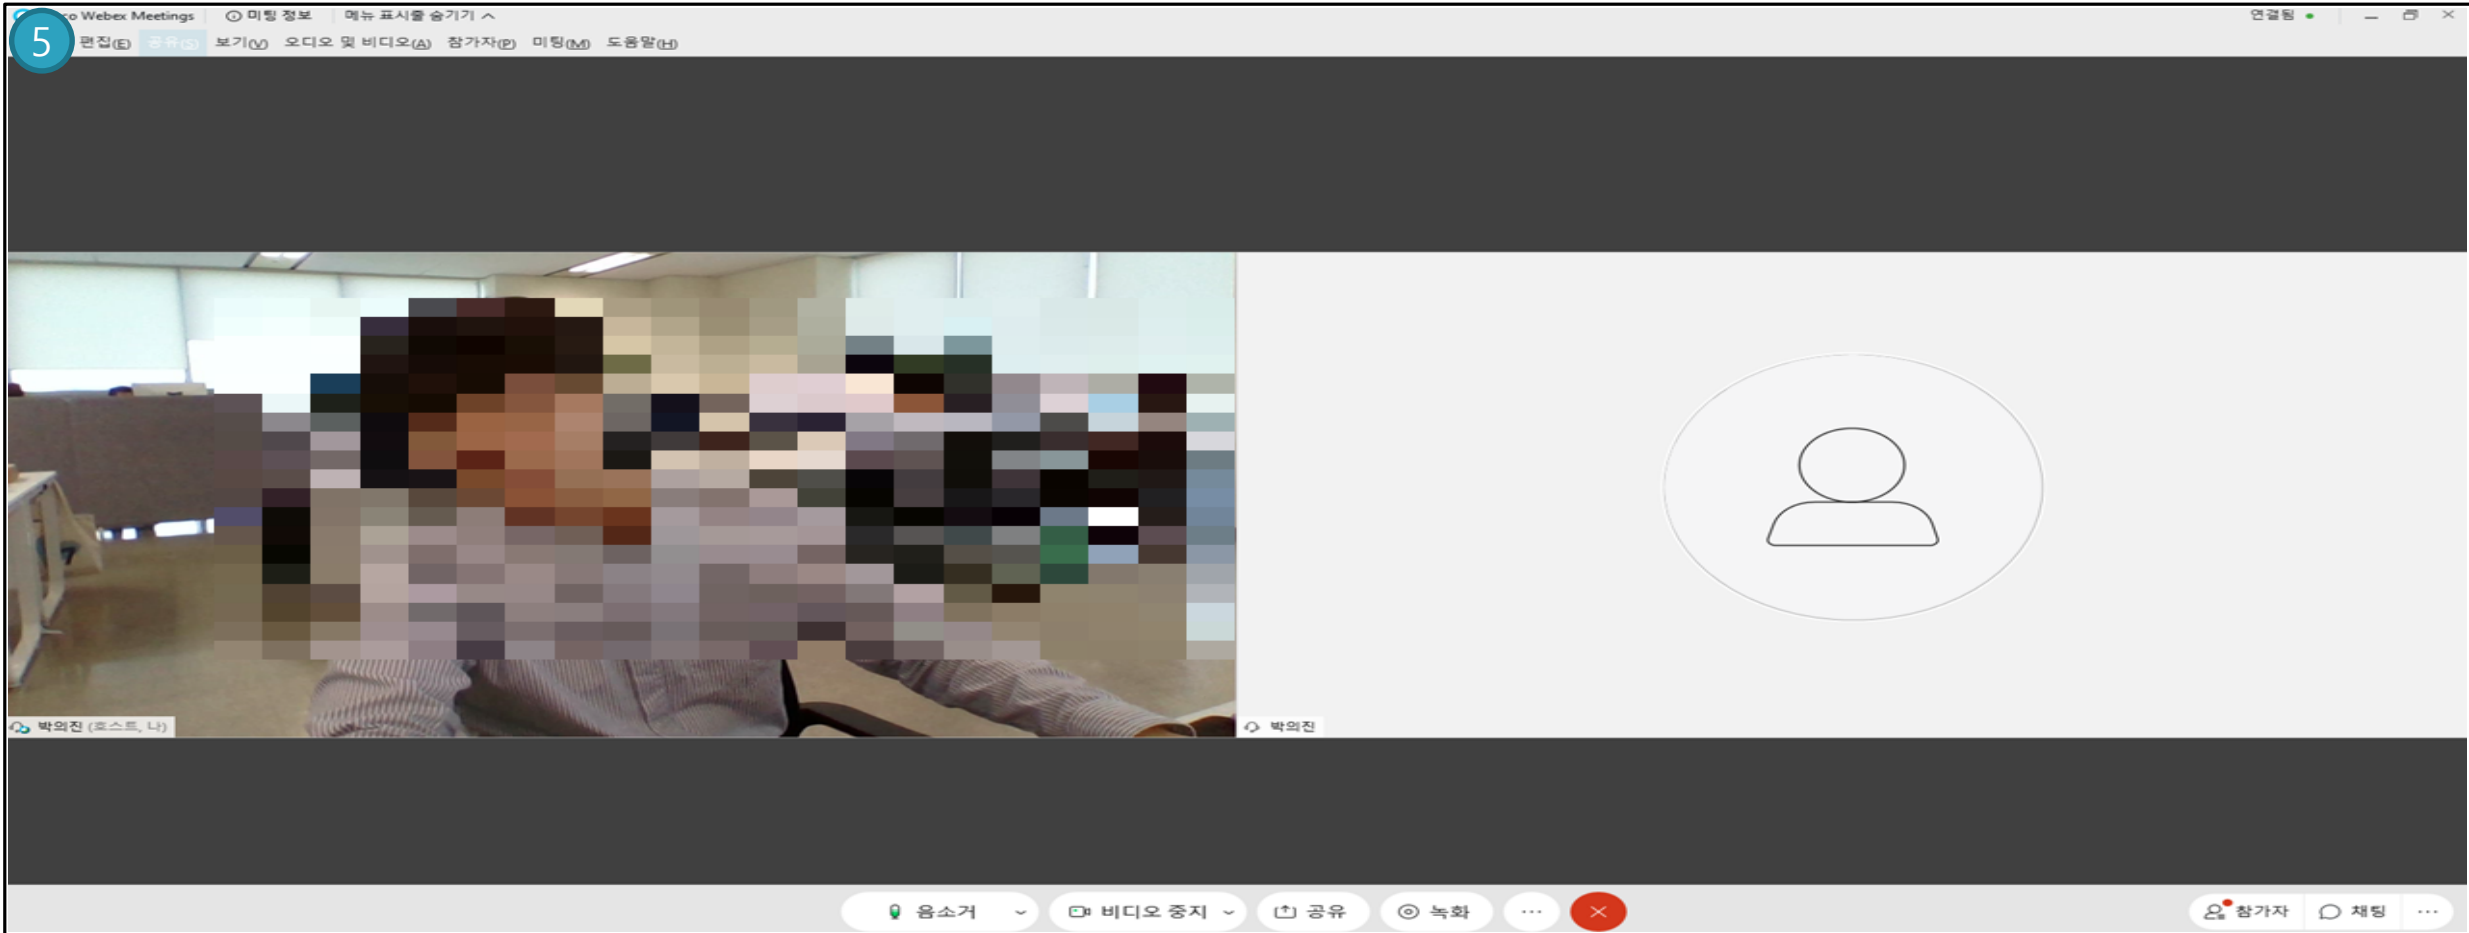 co Webex Meetings 미팅 정보 메뉴 표시줄 숨기기 연결됨
5 편집(E) 공유(S) 보기(V) 오디오 및 비디오(A) 참가자(P) 미팅(M) 도움말(H)
박의진 (호스트, 나) 박의진
음소거 비디오 중지 공유 녹화 ... 참가자 채팅 ...